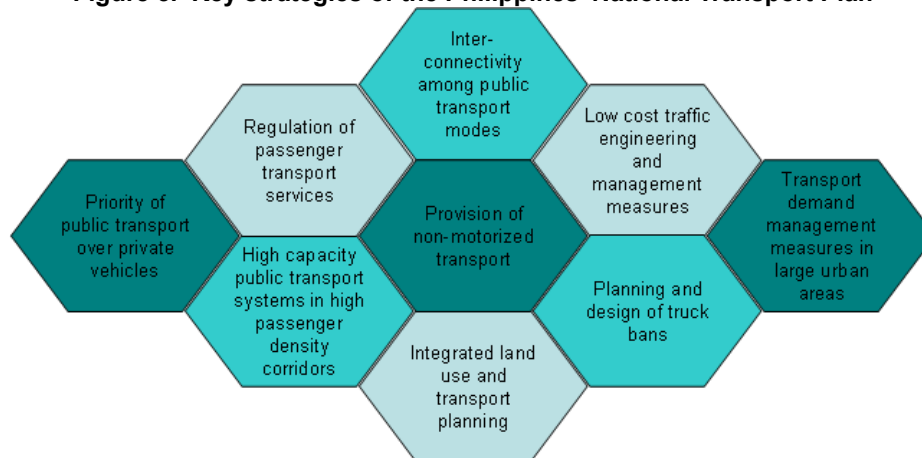 Figure 3. Key Strategies of the Philippines' National Transport Plan
Inter-
connectivity
among public
transport
modes
Regulation of
passenger
transport
services
Low cost traffic
engineering
and
management
measures
Priority of
public transport
over private
vehicles
Provision of
non-motorized
transport
Transport
demand
management
measures in
large urban
areas
High capacity
public transport
systems in high
passenger
density
corridors
Planning and
design of truck
bans
Integrated land
use and
transport
planning